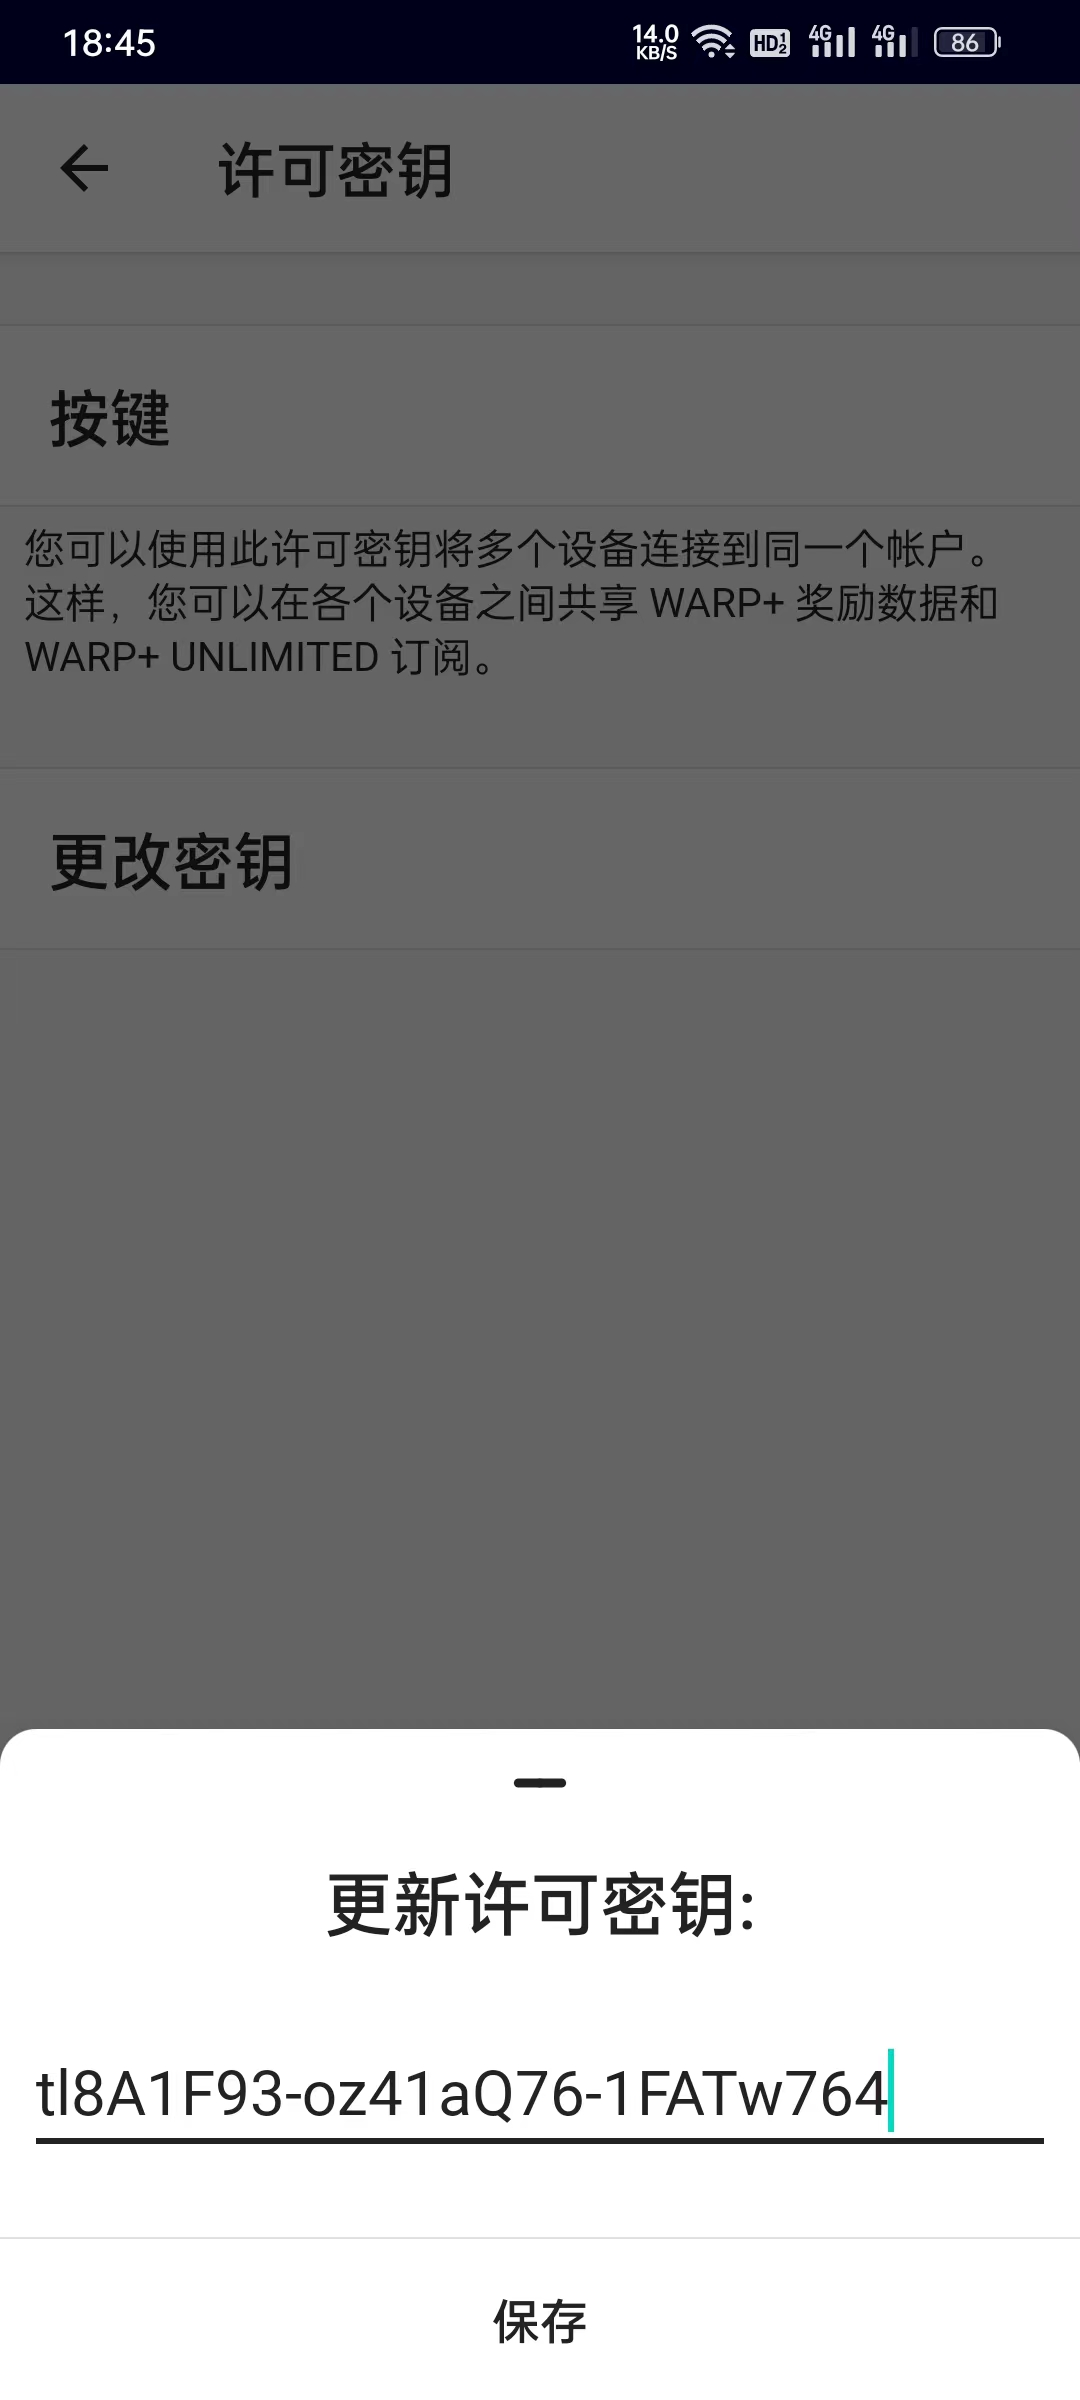 18:45
14.0
KB/S
HD 1 2
4G
4G
86
许可密钥
按键
您可以使用此许可密钥将多个设备连接到同一个帐户。
这样，您可以在各个设备之间共享 WARP+ 奖励数据和
WARP+ UNLIMITED 订阅。
更改密钥
更新许可密钥:
tl8A1F93-oz41aQ76-1FATw764
保存